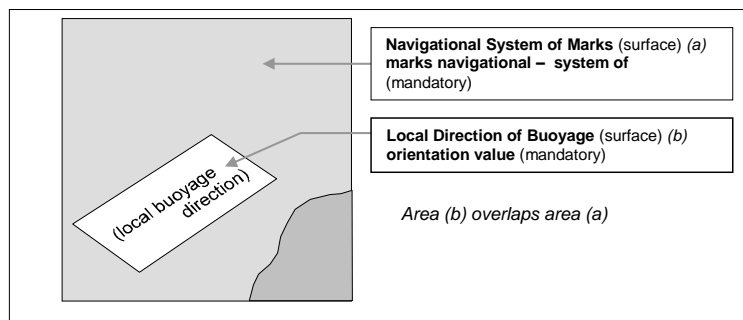 Navigational System of Marks (surface) (a)
marks navigational – system of
(mandatory)
Local Direction of Buoyage (surface) (b)
orientation value (mandatory)
(local buoyage
direction)
Area (b) overlaps area (a)